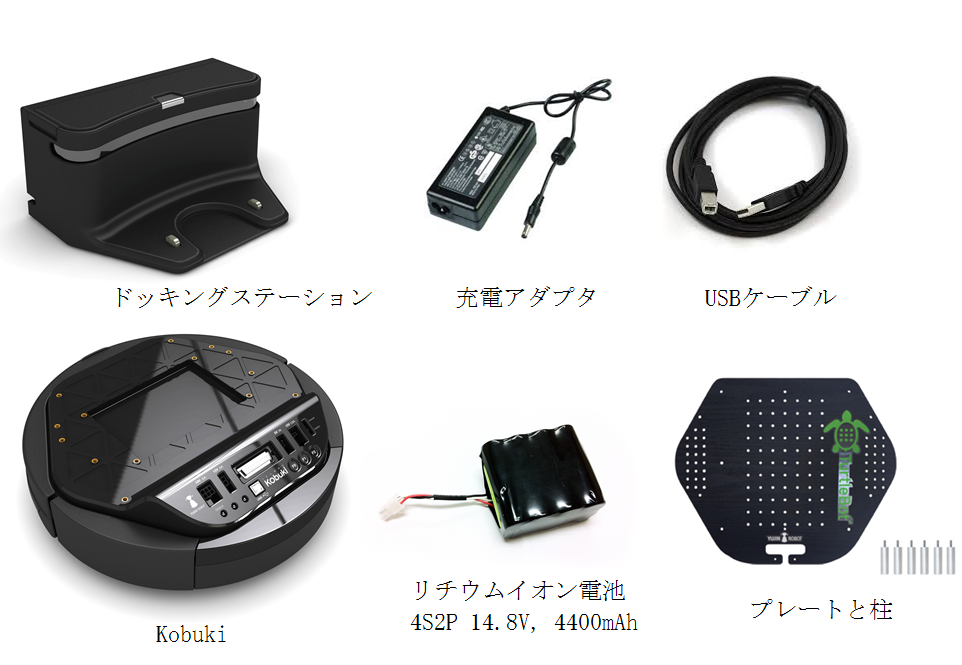 ドッキングステーション
充電アダプタ
USBケーブル
Kobuki
Kobuki
リチウムイオン電池
4S2P 14.8V, 4400mAh
TurtleBot
YUJIN ROBOT
プレートと柱